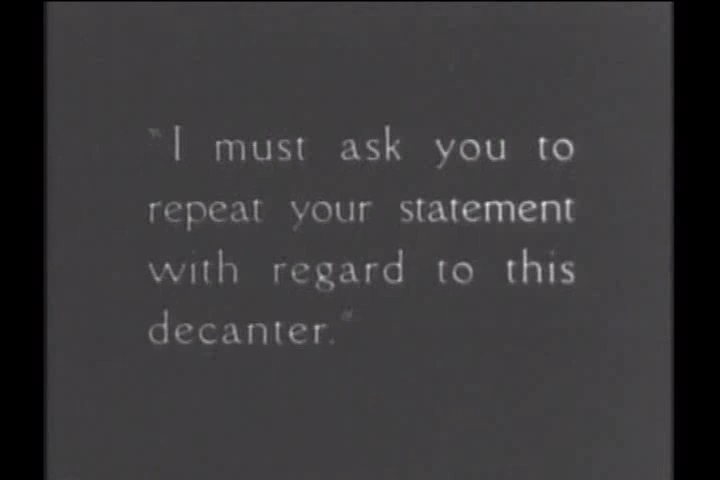 "I must ask you to
repeat your statement
with regard to this
decanter."